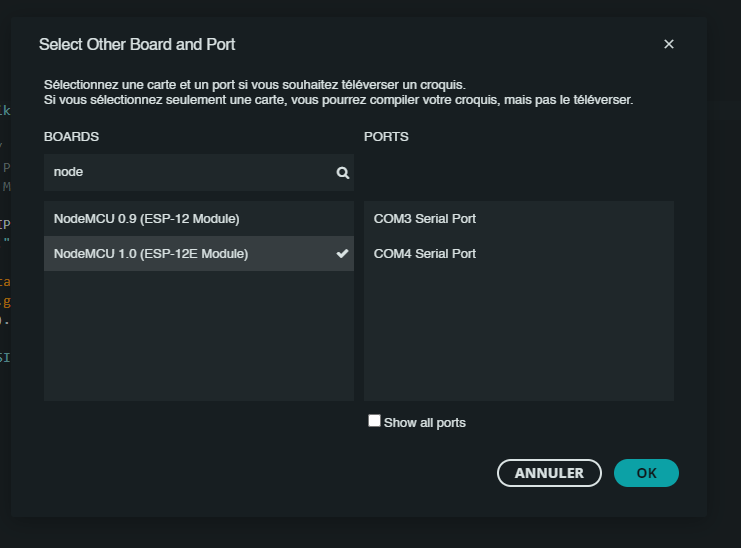 Select Other Board and Port
Sélectionnez une carte et un port si vous souhaitez téléverser un croquis.
Si vous sélectionnez seulement une carte, vous pourrez compiler votre croquis, mais pas le téléverser.
BOARDS
PORTS
node
NodeMCU 0.9 (ESP-12 Module)
COM3 Serial Port
NodeMCU 1.0 (ESP-12E Module)
COM4 Serial Port
Show all ports
ANNULER
OK